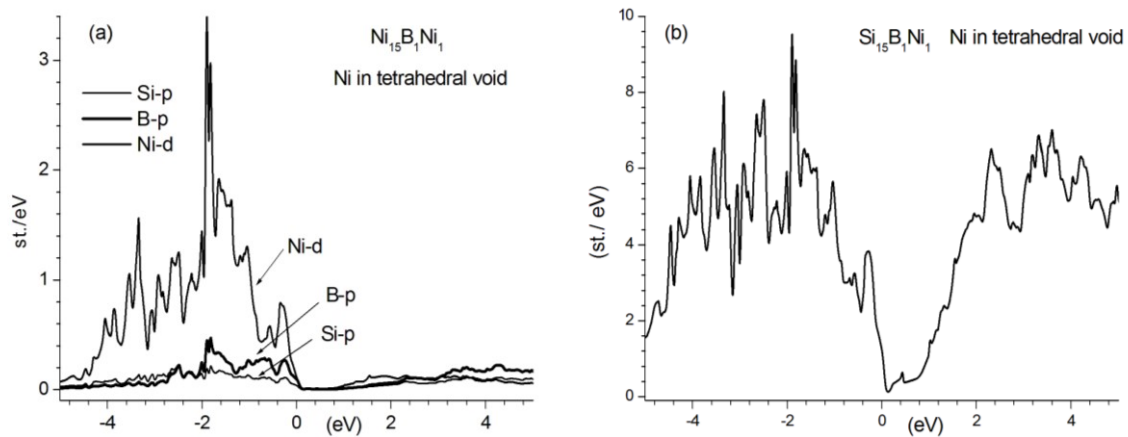 (a)
Ni₁₅B₁Ni₁
Ni in tetrahedral void
Si-p
B-p
Ni-d
Ni-d
B-p
Si-p
st./eV
3
2
1
0
-4 -2 0 2 4
(eV)
(b)
Si₁₅B₁Ni₁ Ni in tetrahedral void
(st./ eV)
10
8
6
4
2
0
-4 -2 0 2 4
(eV)